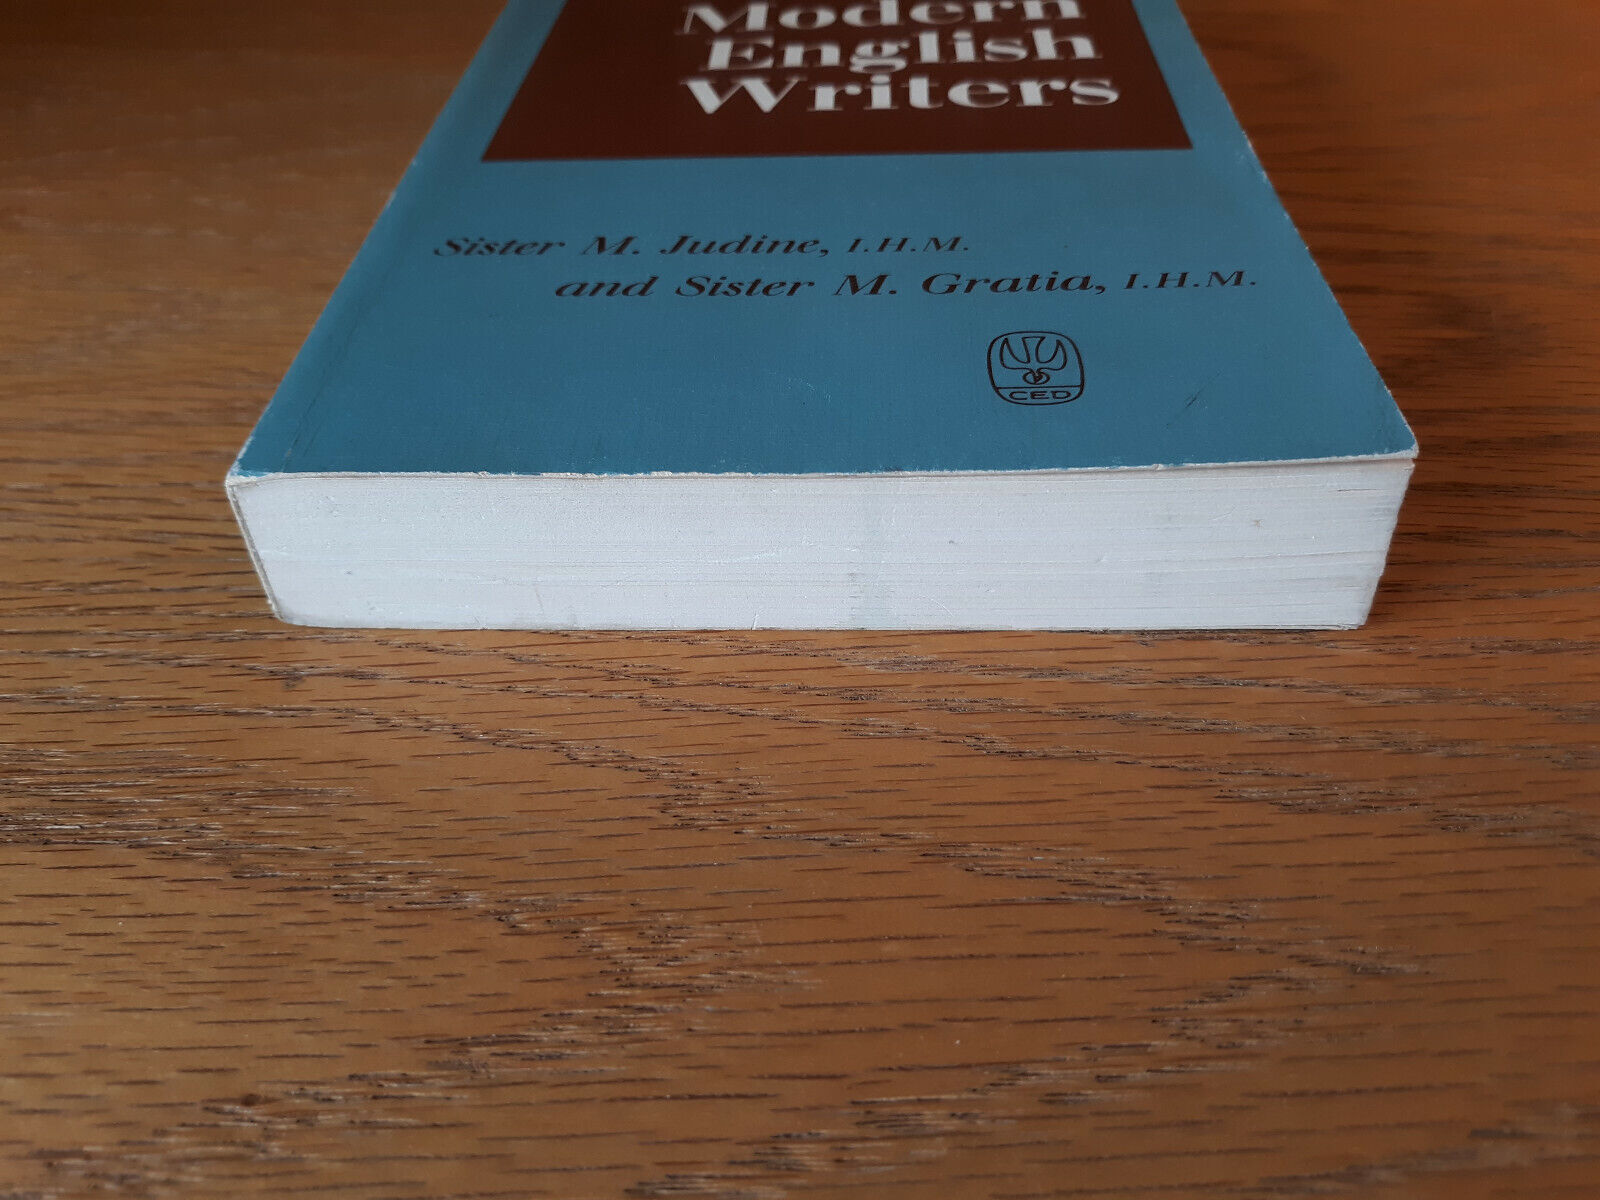 Modern
English
Writers
Sister M. Judine, I.H.M.
and Sister M. Gratia, I.H.M.
CED